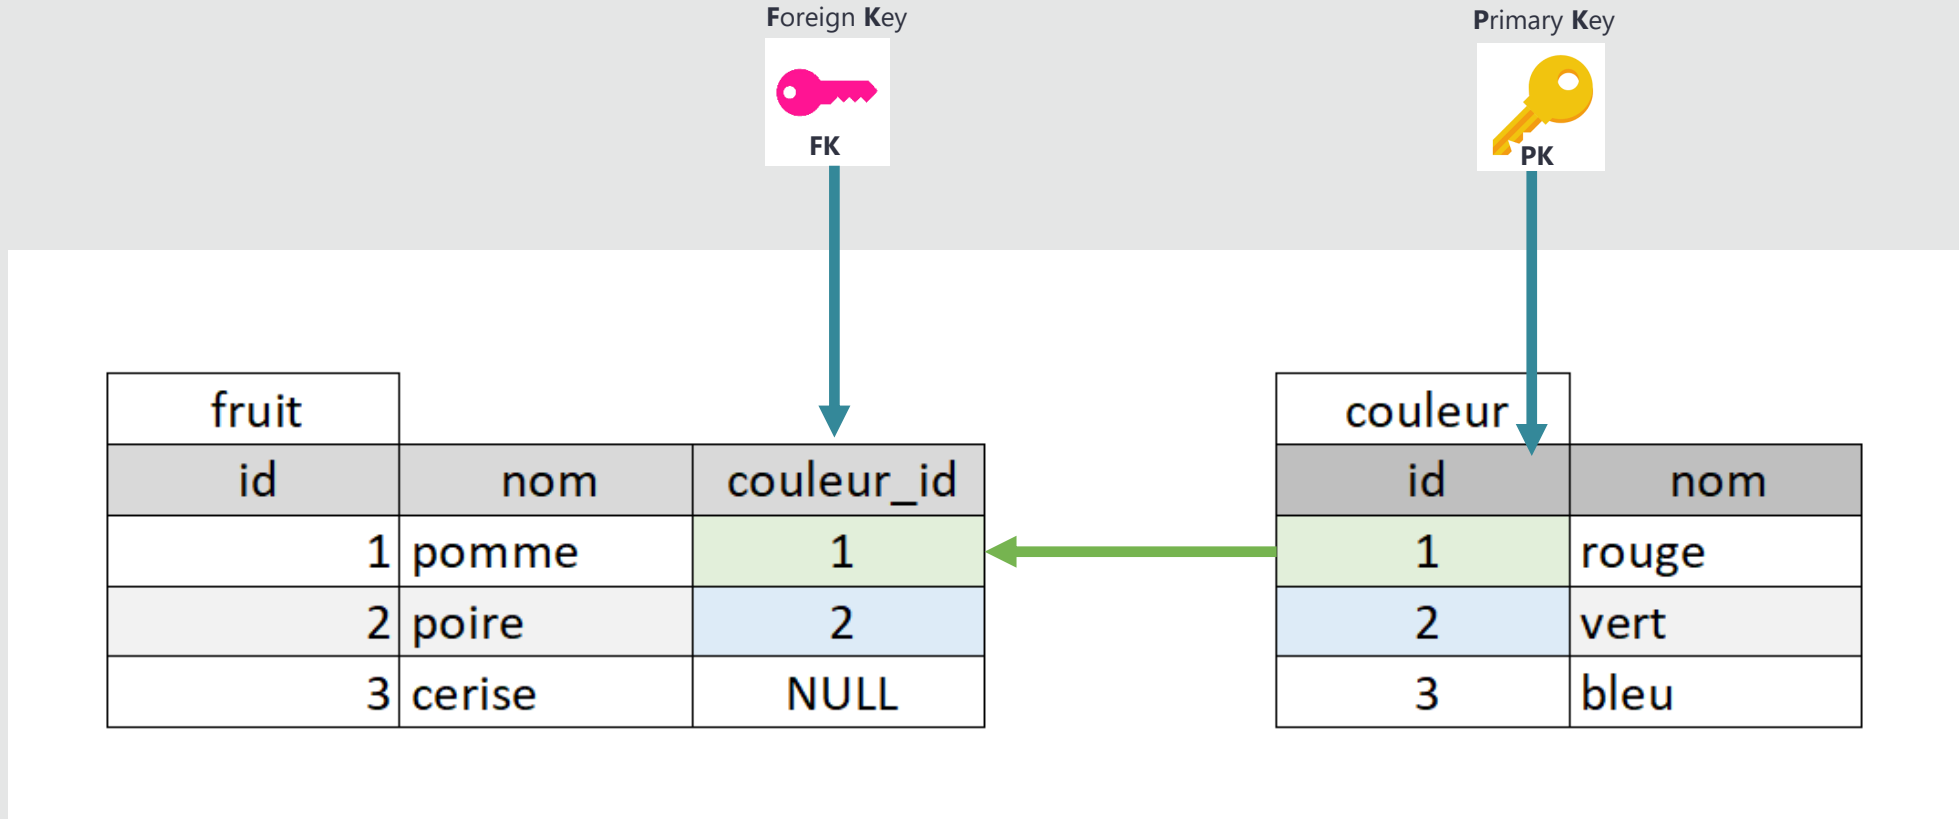 Foreign Key
Primary Key
FK
PK
fruit
couleur
id nom couleur_id
id nom
1 pomme 1
1 rouge
2 poire 2
2 vert
3 cerise NULL
3 bleu